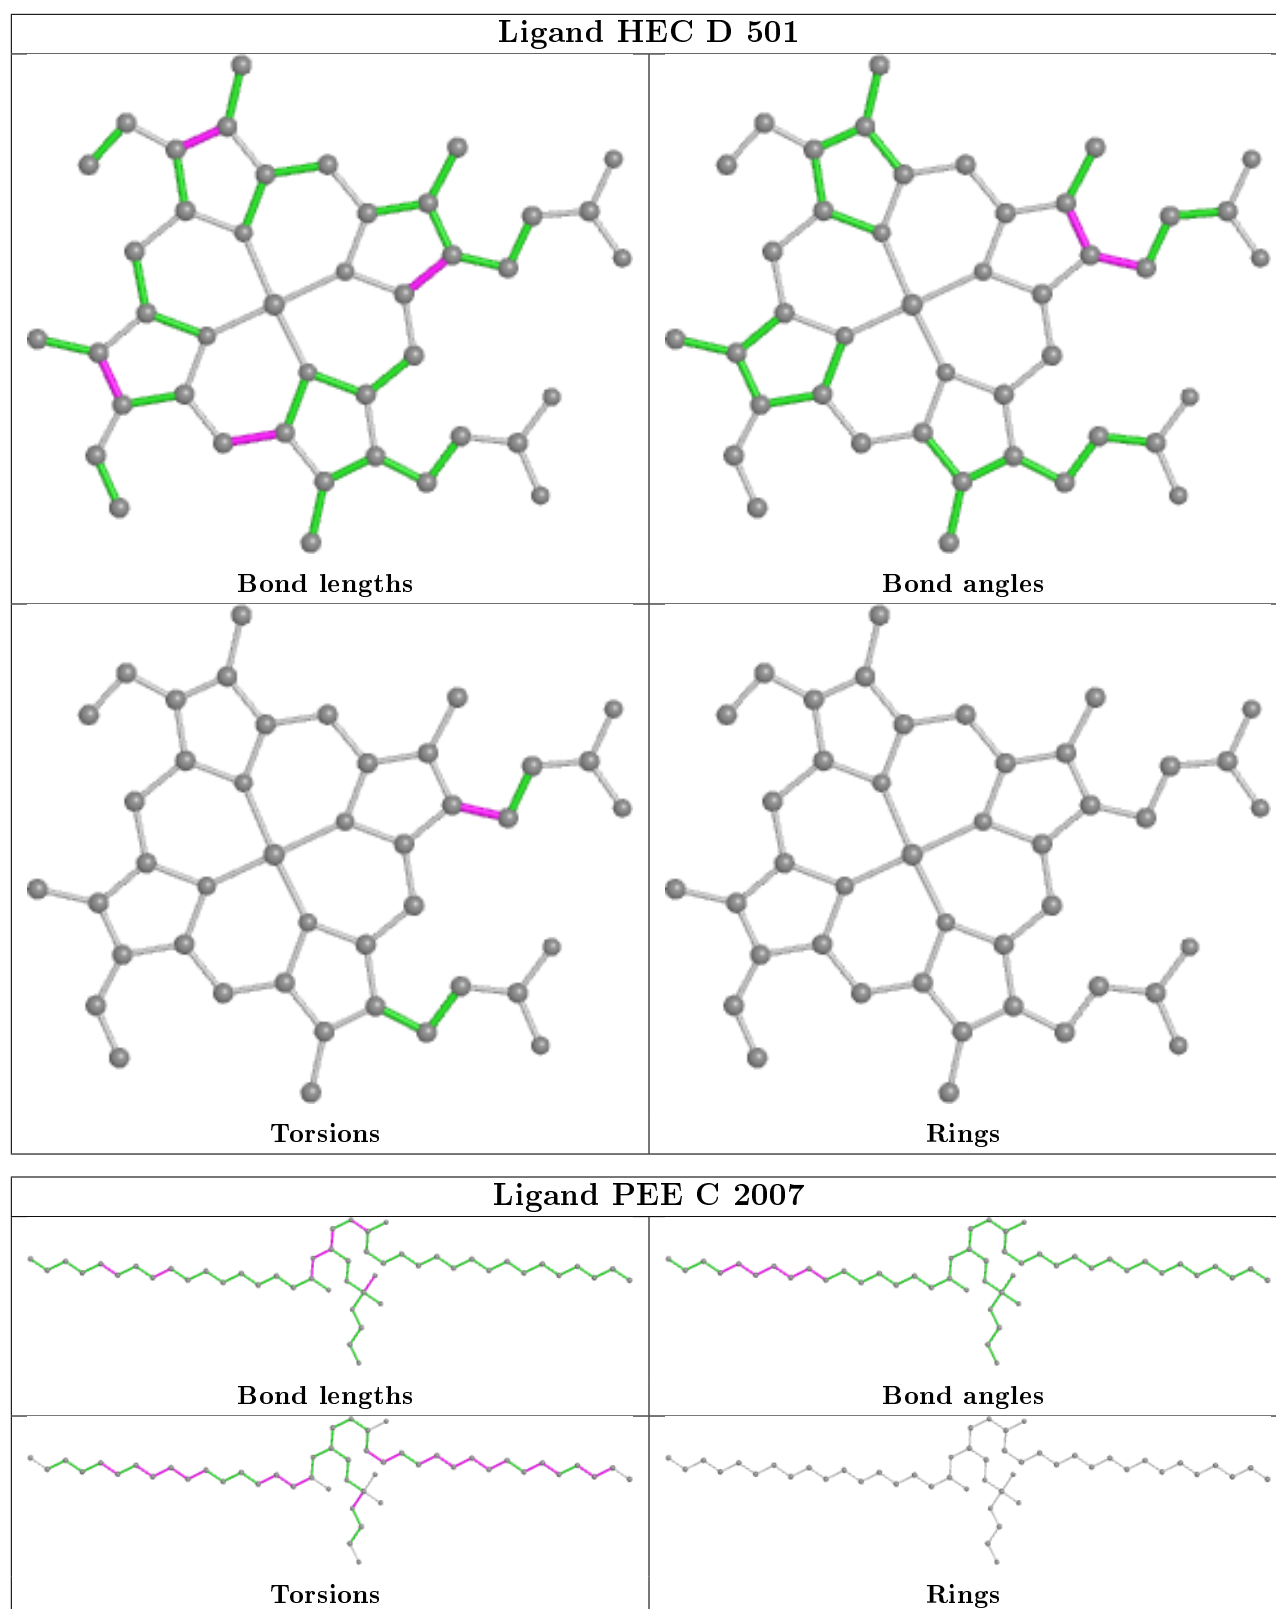 Ligand HEC D 501
Bond lengths
Bond angles
Torsions
Rings
Ligand PEE C 2007
Bond lengths
Bond angles
Torsions
Rings